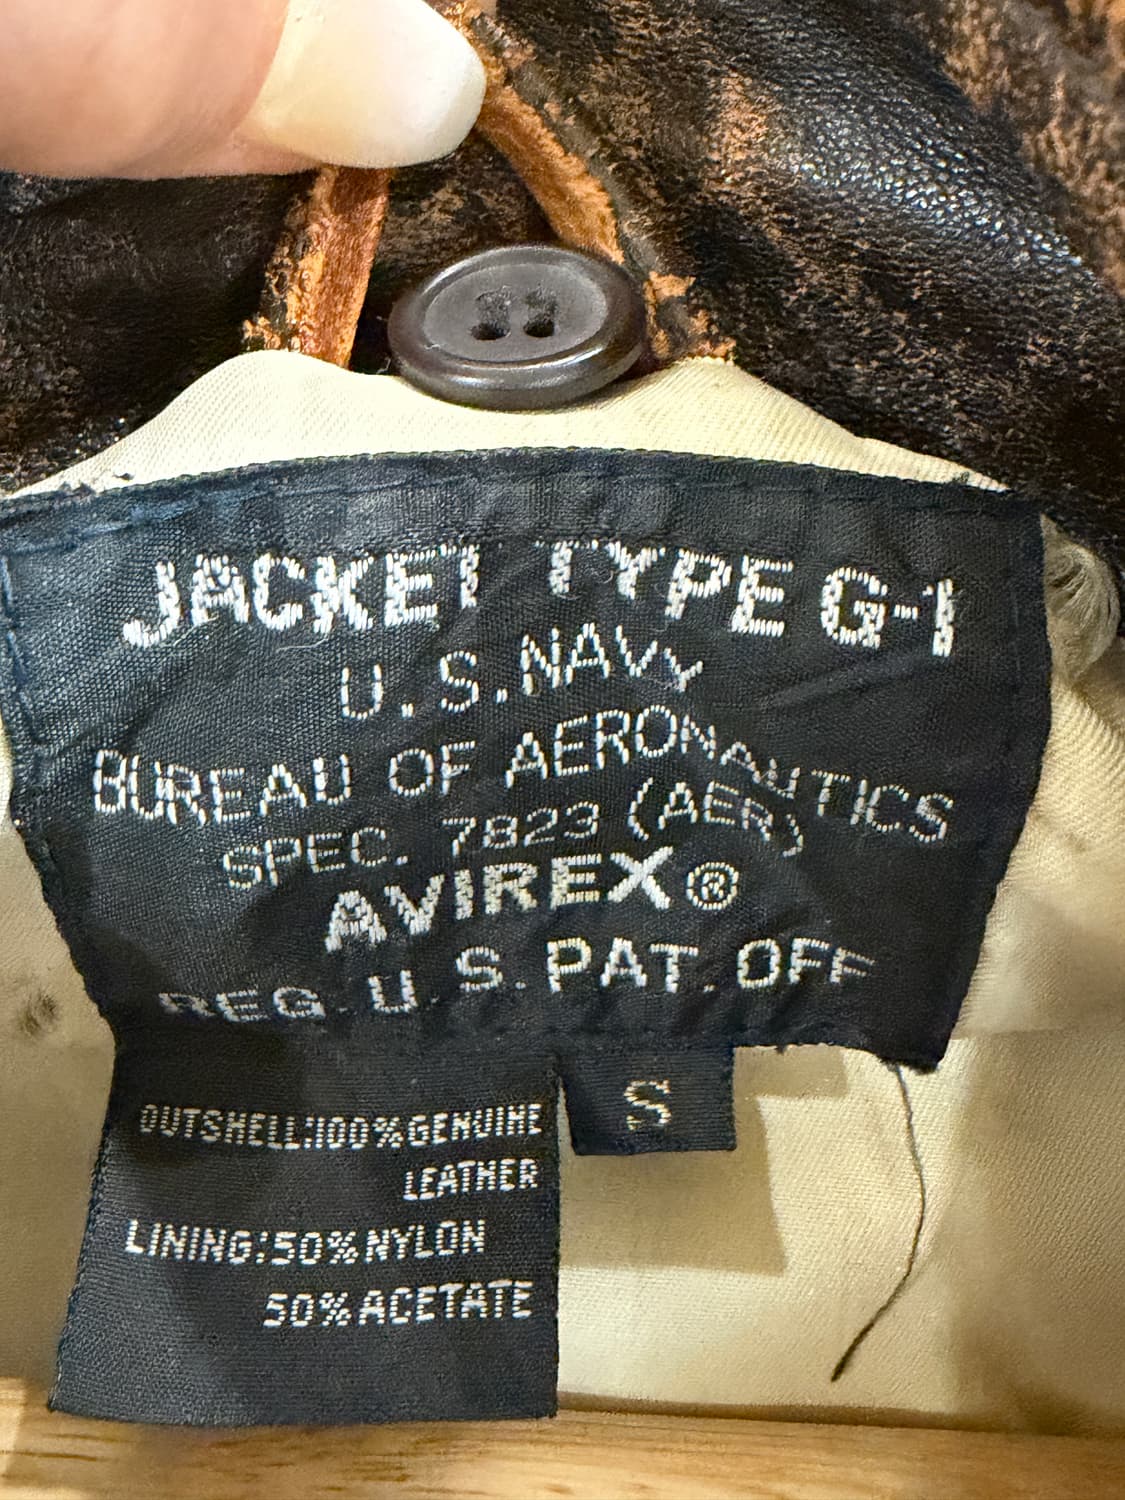 JACKET TYPE G-1
U.S. NAVY
BUREAU OF AERONAUTICS
SPEC. 7823 (AER)
AVIREX®
REG. U.S. PAT. OFF
S
OUTSHELL:100%GENUINE
LEATHER
LINING:50%NYLON
50%ACETATE